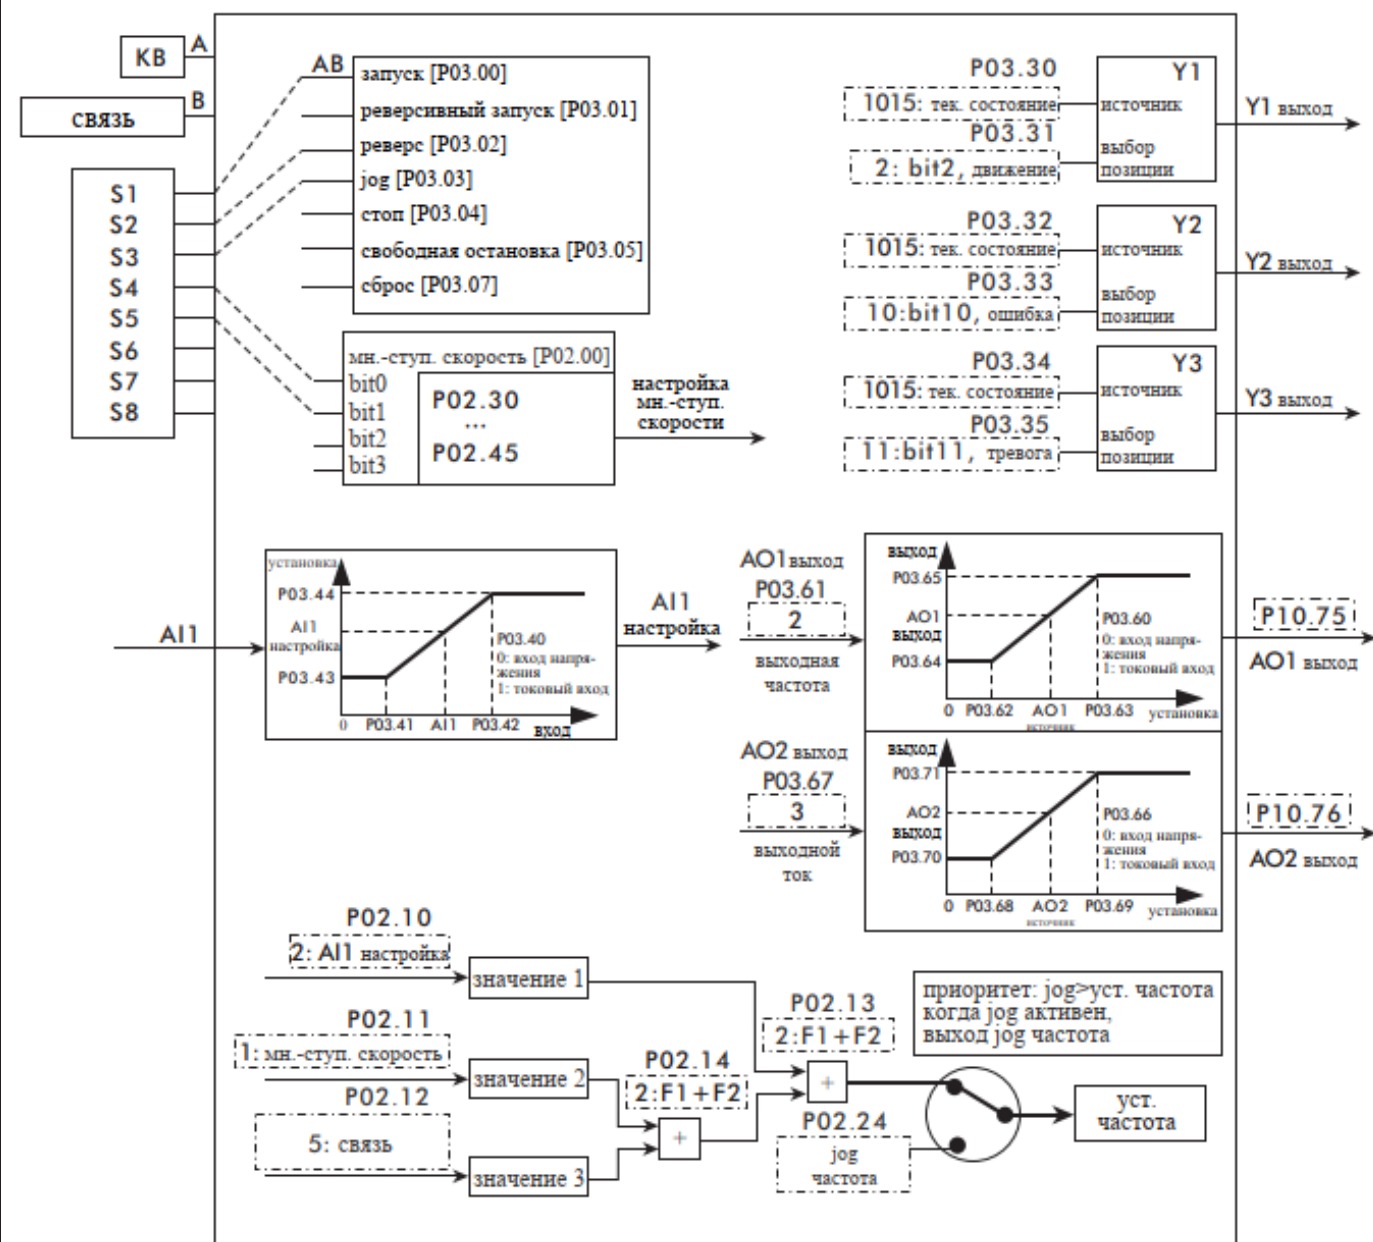 КВ
A
СВЯЗЬ
B
S1
S2
S3
S4
S5
S6
S7
S8
AB
запуск [P03.00]
реверсивный запуск [P03.01]
реверс [P03.02]
jog [P03.03]
стоп [P03.04]
свободная остановка [P03.05]
сброс [P03.07]
мн.-ступ. скорость [P02.00]
bit0
bit1
bit2
bit3
P02.30
...
P02.45
настройка
мн.-ступ.
скорости
P03.30
1015: тек. состояние
P03.31
2: bit2, движение
Y1
источник
выбор
позиции
Y1 выход
P03.32
1015: тек. состояние
P03.33
10:bit10, ошибка
Y2
источник
выбор
позиции
Y2 выход
P03.34
1015: тек. состояние
P03.35
11:bit11, тревога
Y3
источник
выбор
позиции
Y3 выход
AI1
установка
P03.44
AI1
настройка
P03.43
P03.40
0: вход напря-
жения
1: токовый вход
0 P03.41 AI1 P03.42 вход
AI1
настройка
AO1 выход
P03.61
2
выходная
частота
выход
P03.65
AO1
выход
P03.64
P03.60
0: вход напря-
жения
1: токовый вход
0 P03.62 AO1 P03.63 установка
источник
P10.75
AO1 выход
AO2 выход
P03.67
3
выходной
ток
выход
P03.71
AO2
выход
P03.70
P03.66
0: вход напря-
жения
1: токовый вход
0 P03.68 AO2 P03.69 установка
источник
P10.76
AO2 выход
P02.10
2: AI1 настройка
значение 1
P02.11
1: мн.-ступ. скорость
значение 2
P02.12
5: связь
значение 3
P02.14
2:F1+F2
+
P02.13
2:F1+F2
+
P02.24
jog
частота
приоритет: jog>уст. частота
когда jog активен,
выход jog частота
уст.
частота